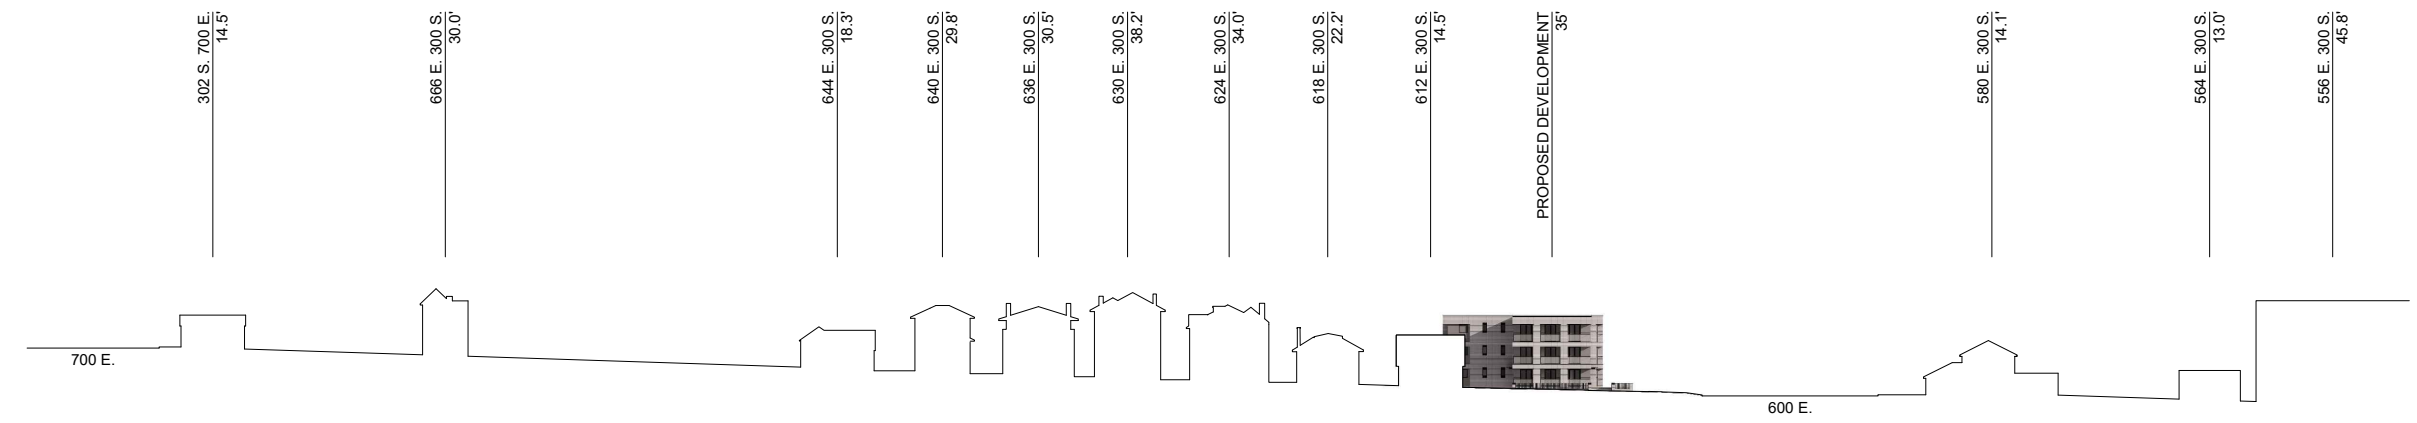 302 S. 700 E.
14.5'
666 E. 300 S.
30.0'
644 E. 300 S.
18.3'
640 E. 300 S.
29.8'
636 E. 300 S.
30.5'
630 E. 300 S.
38.2'
624 E. 300 S.
34.0'
618 E. 300 S.
22.2'
612 E. 300 S.
14.5'
PROPOSED DEVELOPMENT
35'
580 E. 300 S.
14.1'
564 E. 300 S.
13.0'
556 E. 300 S.
45.8'
700 E.
600 E.